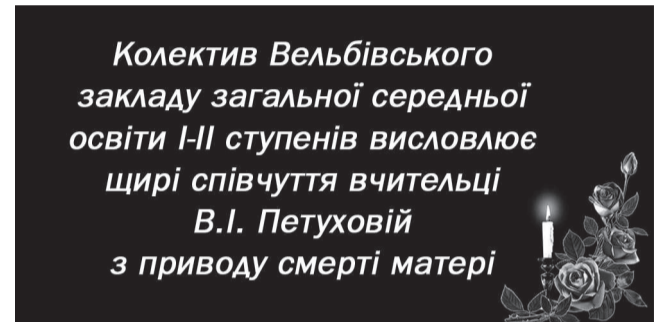 Колектив Вельбівського
закладу загальної середньої
освіти І-ІІ ступенів висловлює
щирі співчуття вчительці
В.І. Петуховій
з приводу смерті матері